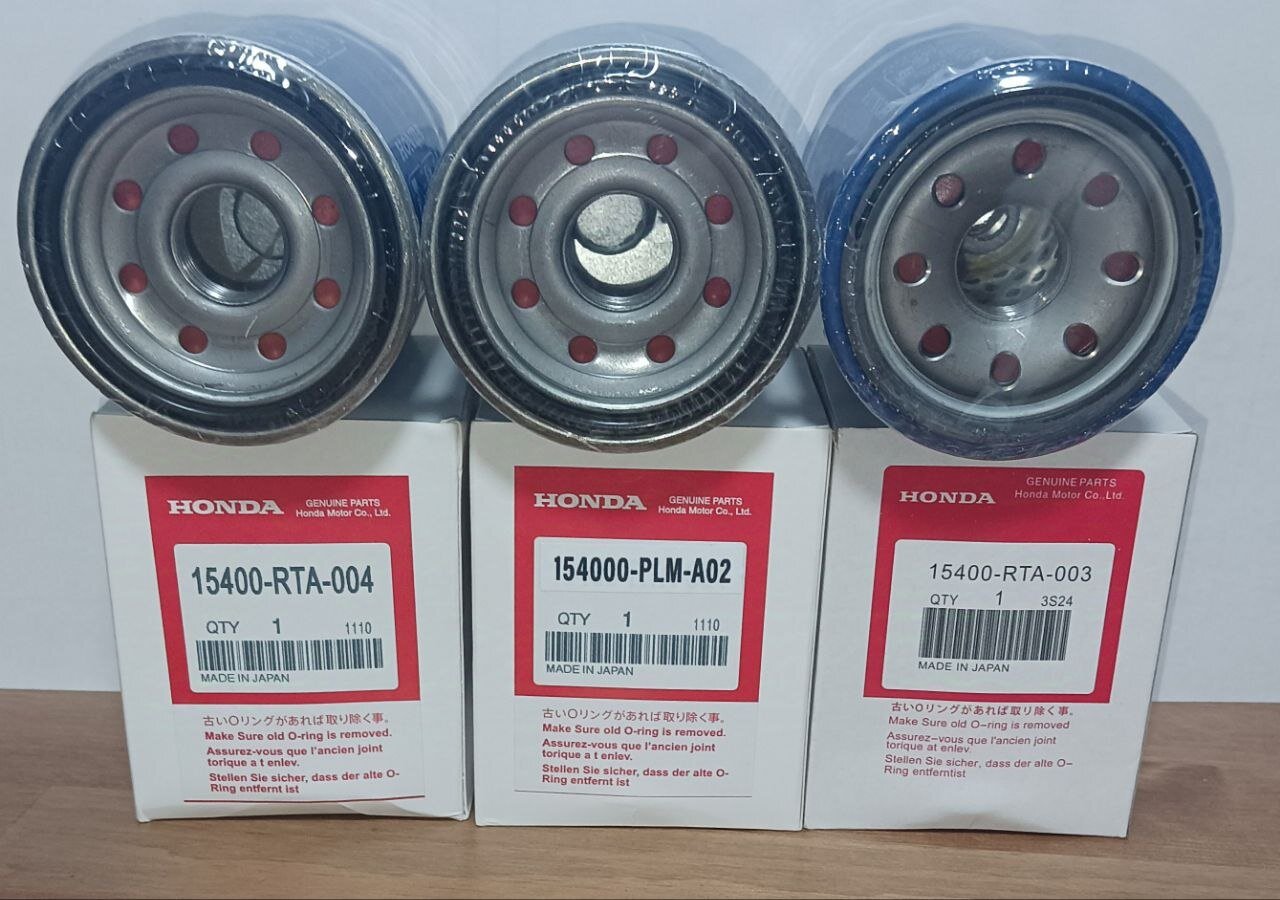 HONDA
GENUINE PARTS
Honda Motor Co., Ltd.
15400-RTA-004
QTY 1 1110
MADE IN JAPAN
古いOリングがあれば取り除く事。
Make Sure old O-ring is removed.
Assurez-vous que l'ancien joint
torique a t enlev.
Stellen Sie sicher, dass der alte O-
Ring entfernt ist
HONDA
GENUINE PARTS
Honda Motor Co., Ltd.
154000-PLM-A02
QTY 1 1110
MADE IN JAPAN
古いOリングがあれば取り除く事。
Make Sure old O-ring is removed.
Assurez-vous que l'ancien joint
torique a t enlev.
Stellen Sie sicher, dass der alte O-
Ring entfernt ist
HONDA
GENUINE PARTS
Honda Motor Co.,Ltd.
15400-RTA-003
QTY 1 3S24
MADE IN JAPAN
古いOリングがあれば取り除く事。
Make Sure old O-ring is removed
Assurez-vous que l'ancien joint
torique at enlev.
Stellen Sie sicher, dass der alte O-
Ring entferntist